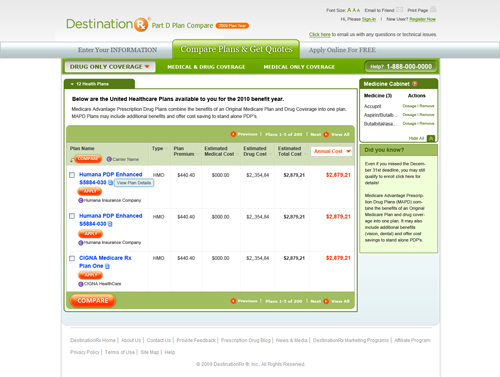 DestinationRx Part D Plan Compare 2009 Plan Year
Font Size A A A Email to Friend Print Page
Hi, Please Sign-in | New User? Register Now
Click here to email us with any questions or technical issues.
Enter Your INFORMATION Compare Plans & Get Quotes Apply Online For FREE
DRUG ONLY COVERAGE MEDICAL & DRUG COVERAGE MEDICAL ONLY COVERAGE Help? 1-888-000-0000
12 Health Plans
Below are the United Healthcare Plans available to you for the 2010 benefit year.
Medicare Advantage Prescription Drug Plans combine the benefits of an Original Medicare Plan and Drug Coverage into one plan.
MAPD Plans may include additional benefits and offer cost savings to stand alone PDP's.
Previous | Plans 1-5 of 200 | Next View All
Plan Name Type Plan Premium Estimated Medical Cost Estimated Drug Cost Estimated Total Cost Annual Cost
COMPARE Carrier Name
Humana PDP Enhanced HMO $440.40 $000.00 $2,354,84 $2,879,21 $2,879,21
S5884-030 View Plan Details
APPLY
Humana Insurance Company
Humana PDP Enhanced HMO $440.40 $000.00 $2,354,84 $2,879,21 $2,879,21
S5884-030
APPLY
Humana Insurance Company
CIGNA Medicare Rx HMO $440.40 $000.00 $2,354,84 $2,879,21 $2,879,21
Plan One
APPLY
CIGNA HealthCare
COMPARE Previous | Plans 1-5 of 200 | Next View All
Medicine Cabinet
Medicine (3) Actions
Accupril Dosage | Remove
Aspirin/Butalb... Dosage | Remove
Dosage | Remove
Hide All
Did you know?
Even if you missed the Decem-
ber 31st deadline, you may still
qualify to enroll click here for
details!
Medicare Advantage Prescrip-
tion Drug Plans (MAPD) com-
bine the benefits of an Original
Medicare Plan and drug cover-
age into one plan. It may also
include additional benefits
(vision, dental) and offer cost
savings to stand alone PDP's.
DestinationRx Home | About Us | Contact Us | Provide Feedback | Prescription Drug Blog | News & Media | DestinationRx Marketing Programs | Affiliate Program
Privacy Policy | Terms of Use | Site Map | Help
© 2009 DestinationRx ®, Inc., All Rights Reserved.